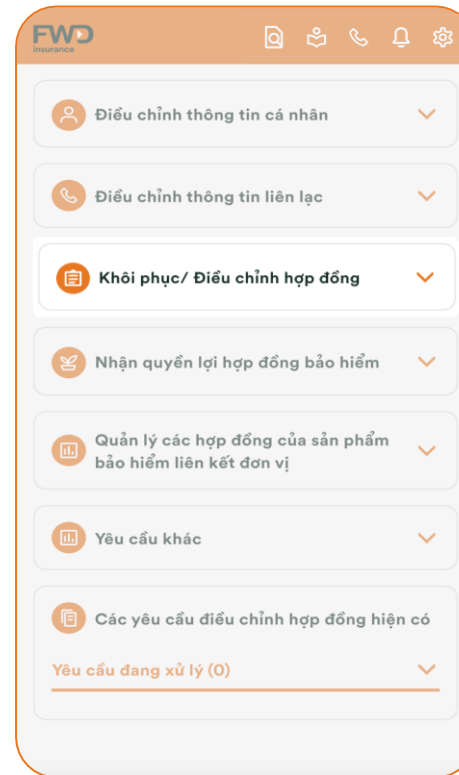 FWD
insurance
Điều chỉnh thông tin cá nhân
Điều chỉnh thông tin liên lạc
Khôi phục/ Điều chỉnh hợp đồng
Nhận quyền lợi hợp đồng bảo hiểm
Quản lý các hợp đồng của sản phẩm
bảo hiểm liên kết đơn vị
Yêu cầu khác
Các yêu cầu điều chỉnh hợp đồng hiện có
Yêu cầu đang xử lý (0)